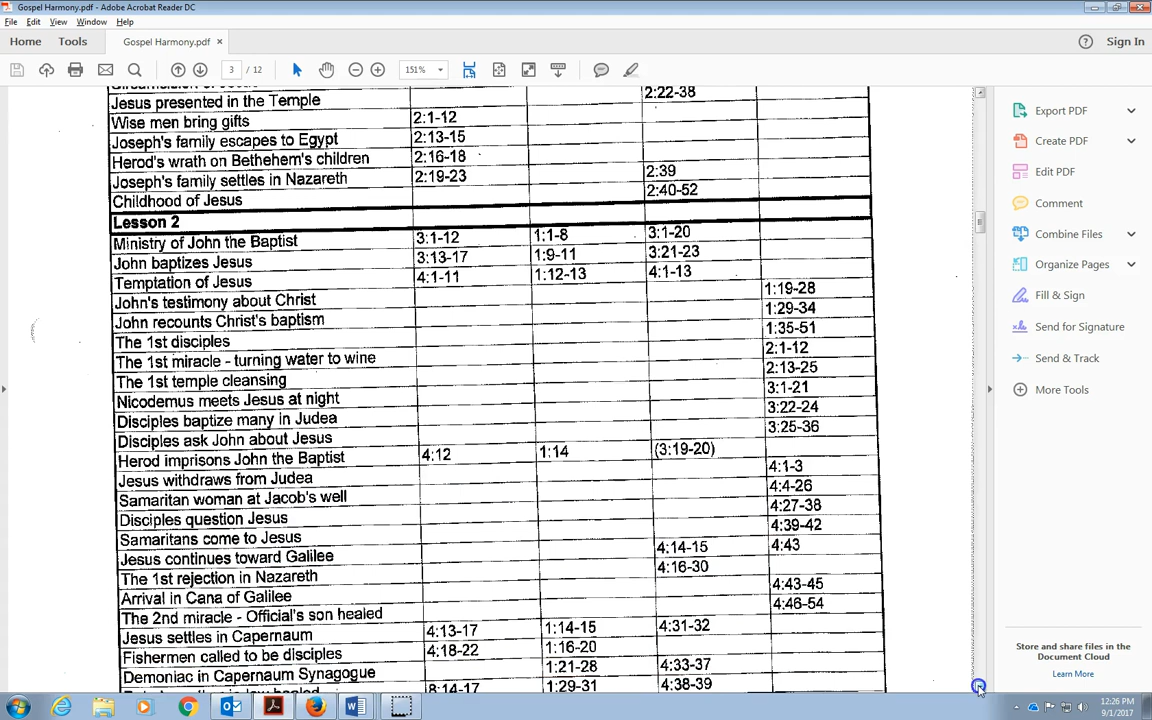 Gospel Harmony.pdf - Adobe Acrobat Reader DC
File Edit View Window Help
Home Tools Gospel Harmony.pdf × Sign In
3 / 12 151%
2:22-38
Jesus presented in the Temple
Wise men bring gifts 2:1-12
Joseph's family escapes to Egypt 2:13-15
Herod's wrath on Bethehem's children 2:16-18
Joseph's family settles in Nazareth 2:19-23 2:39
Childhood of Jesus 2:40-52
Lesson 2
Ministry of John the Baptist 3:1-12 1:1-8 3:1-20
John baptizes Jesus 3:13-17 1:9-11 3:21-23
Temptation of Jesus 4:1-11 1:12-13 4:1-13
John's testimony about Christ 1:19-28
John recounts Christ's baptism 1:29-34
The 1st disciples 1:35-51
The 1st miracle - turning water to wine 2:1-12
The 1st temple cleansing 2:13-25
Nicodemus meets Jesus at night 3:1-21
Disciples baptize many in Judea 3:22-24
Disciples ask John about Jesus 3:25-36
Herod imprisons John the Baptist 4:12 1:14 (3:19-20)
Jesus withdraws from Judea 4:1-3
Samaritan woman at Jacob's well 4:4-26
Disciples question Jesus 4:27-38
Samaritans come to Jesus 4:39-42
Jesus continues toward Galilee 4:14-15 4:43
The 1st rejection in Nazareth 4:16-30
Arrival in Cana of Galilee 4:43-45
The 2nd miracle - Official's son healed 4:46-54
Jesus settles in Capernaum 4:13-17 1:14-15 4:31-32
Fishermen called to be disciples 4:18-22 1:16-20
Demoniac in Capernaum Synagogue 1:21-28 4:33-37
8:14-17 1:29-31 4:38-39
Export PDF
Create PDF
Edit PDF
Comment
Combine Files
Organize Pages
Fill & Sign
Send for Signature
Send & Track
More Tools
Store and share files in the
Document Cloud
Learn More
12:26 PM
9/1/2017